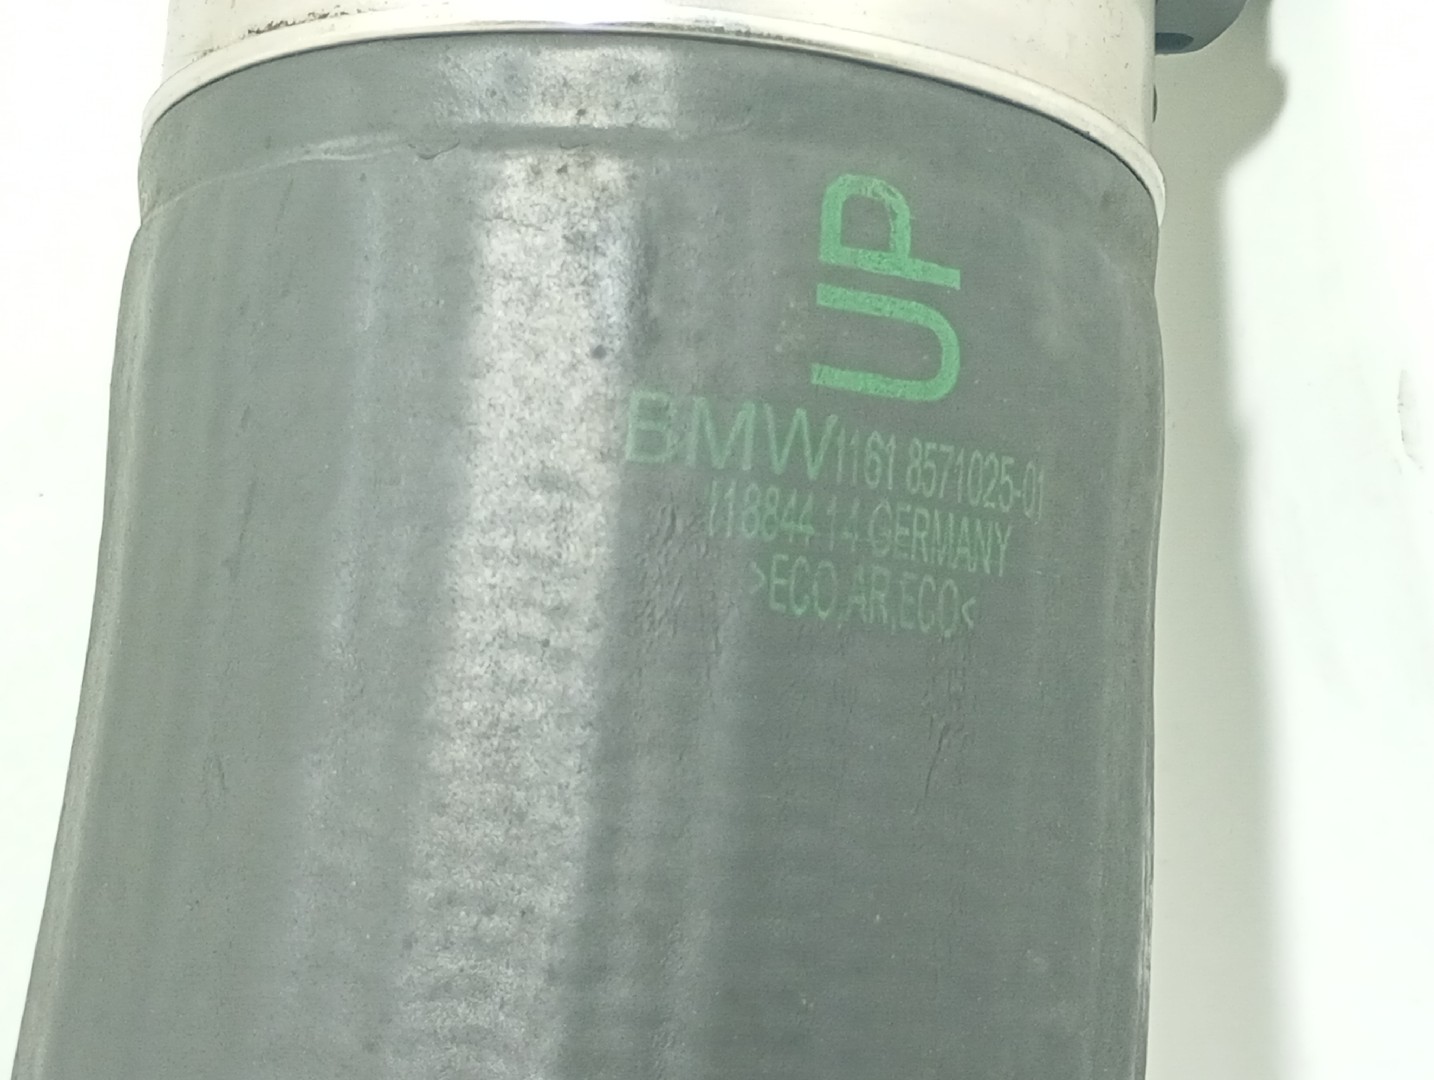 UP
BMW 1161 8571025-01
118844 14 GERMANY
>ECO,AR,ECO<